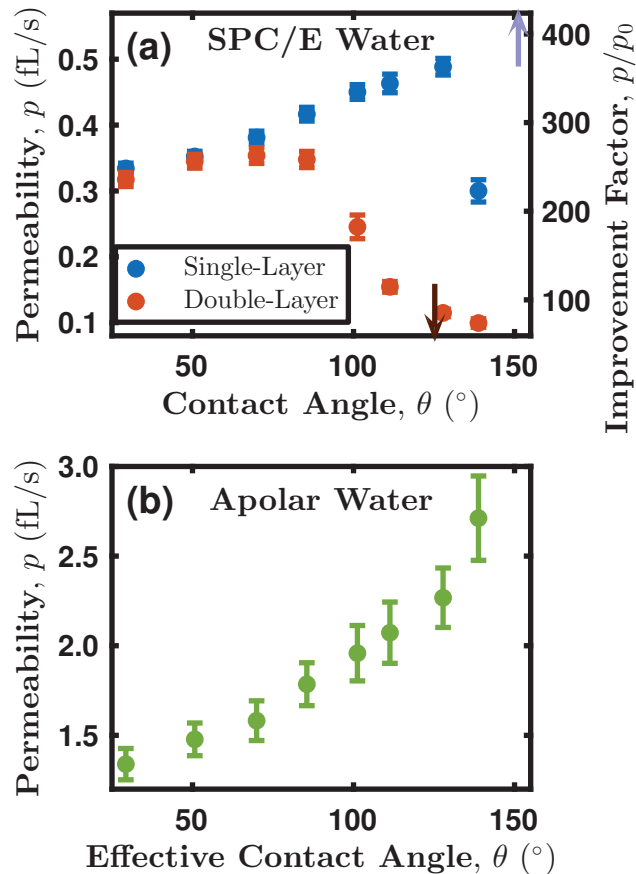 (a) SPC/E Water
Permeability, p (fL/s)
0.5
0.4
0.3
0.2
0.1
400
300
200
100
Improvement Factor, p/p₀
Single-Layer
Double-Layer
50 100 150
Contact Angle, θ (°)
(b) Apolar Water
Permeability, p (fL/s)
3.0
2.5
2.0
1.5
50 100 150
Effective Contact Angle, θ (°)